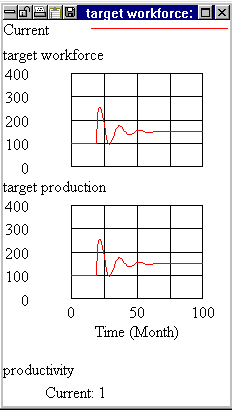 target workforce:
Current
target workforce
400
300
200
100
0
target production
400
300
200
100
0
0 50 100
Time (Month)
productivity
Current: 1